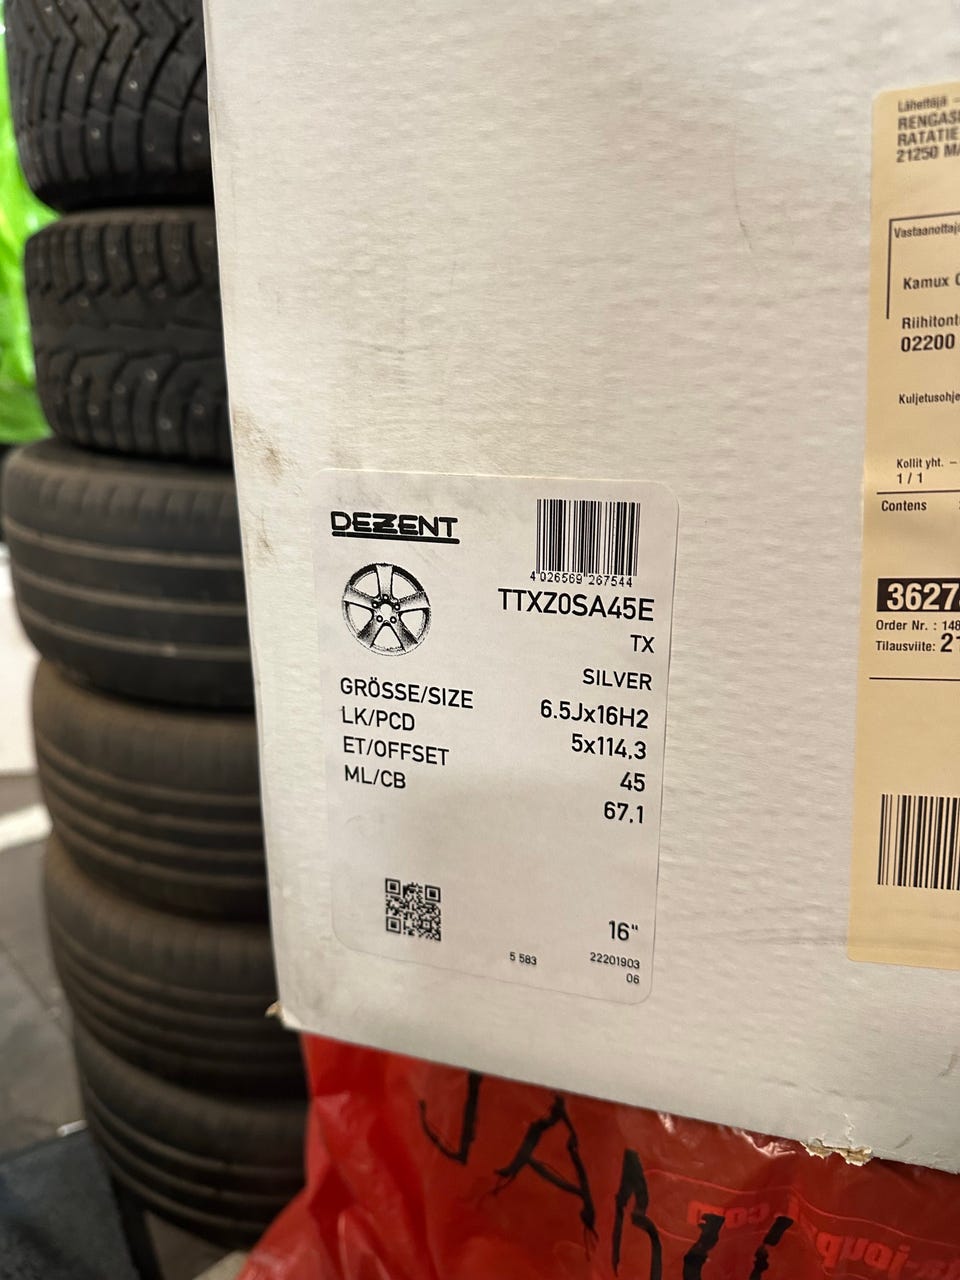 DEZENT
4 026569 267544
TTXZ0SA45E
TX
SILVER
GRÖSSE/SIZE 6.5Jx16H2
LK/PCD 5x114,3
ET/OFFSET 45
ML/CB 67,1
16"
5 583 22201903
06
Lähettäjä -
RENGAS
RATATIE
21250 MA
Vastaanottaja
Kamux
Riihitont
02200
Kuljetusohje
Kollit yht. -
1 / 1
Contens
3627
Order Nr. : 148
Tilausviite: 21
JABU